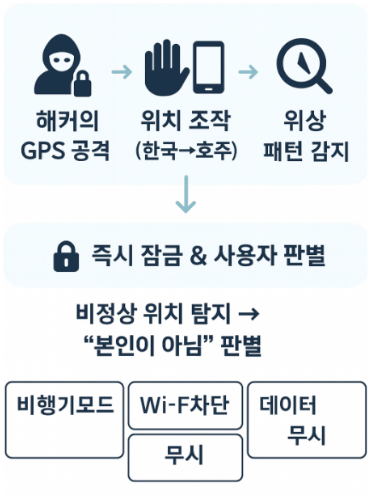 해커의
GPS 공격
위치 조작
(한국→호주)
위상
패턴 감지
즉시 잠금 & 사용자 판별
비정상 위치 탐지 →
“본인이 아님” 판별
비행기모드
Wi-F차단
무시
데이터
무시